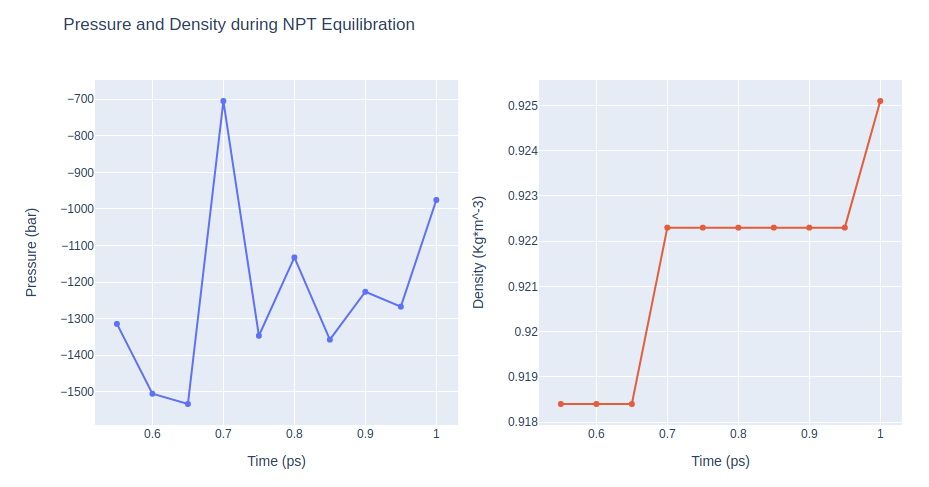 Pressure and Density during NPT Equilibration
−700
−800
−900
−1000
−1100
−1200
−1300
−1400
−1500
Pressure (bar)
0.6 0.7 0.8 0.9 1
Time (ps)
0.925
0.924
0.923
0.922
0.921
0.92
0.919
0.918
Density (Kg*m^-3)
0.6 0.7 0.8 0.9 1
Time (ps)